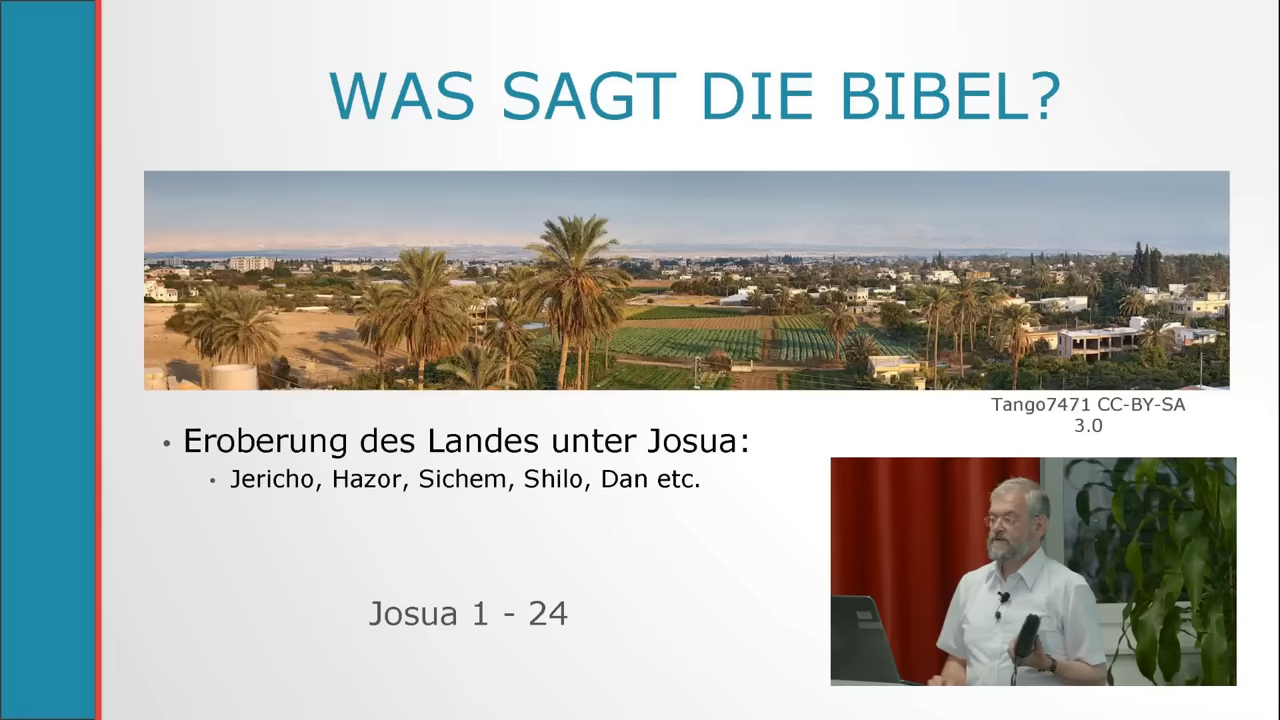 WAS SAGT DIE BIBEL?
Tango7471 CC-BY-SA
3.0
• Eroberung des Landes unter Josua:
• Jericho, Hazor, Sichem, Shilo, Dan etc.
Josua 1 - 24